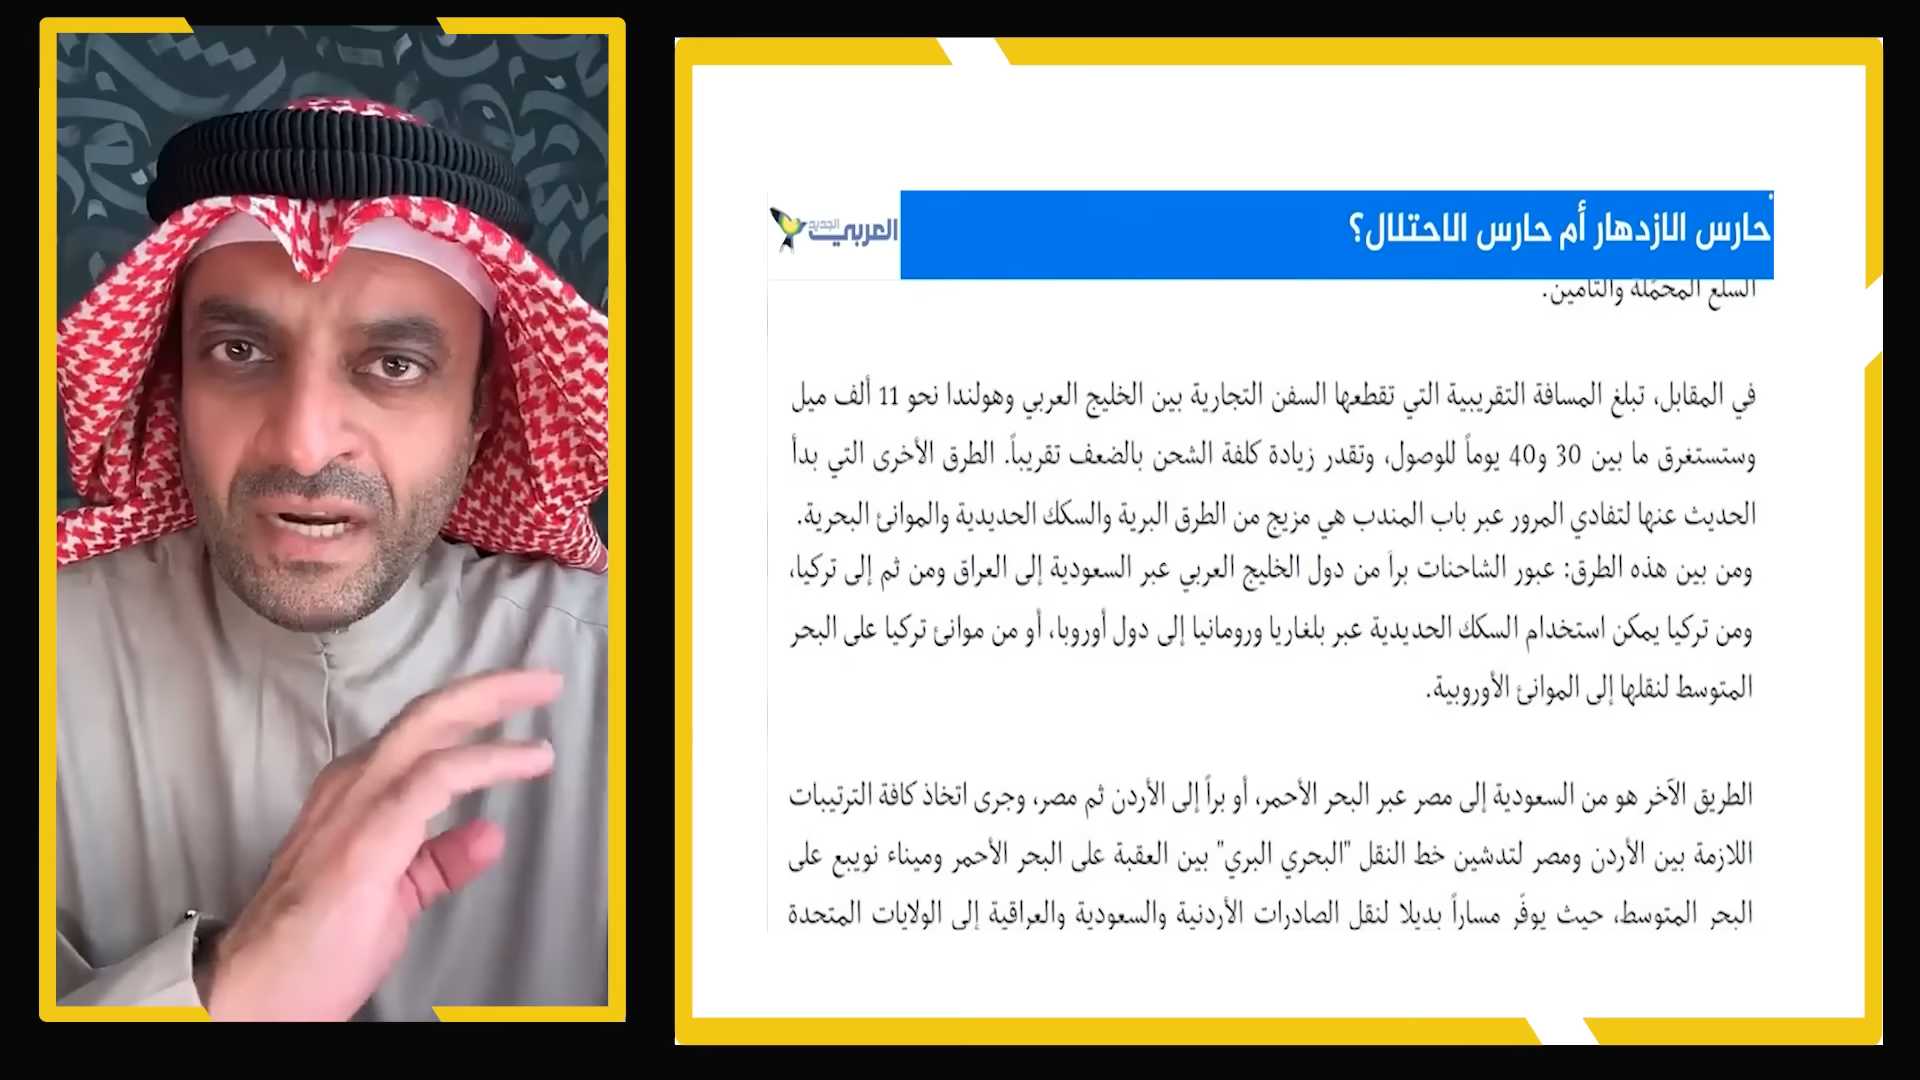 حارس الازدهار أم حارس الاحتلال؟
العربي الجديد
السلع المحمّلة والتأمين.
في المقابل، تبلغ المسافة التقريبية التي تقطعها السفن التجارية بين الخليج العربي وهولندا نحو 11 ألف ميل
وستستغرق ما بين 30 و40 يوماً للوصول، وتقدر زيادة كلفة الشحن بالضعف تقريباً. الطرق الأخرى التي بدأ
الحديث عنها لتفادي المرور عبر باب المندب هي مزيج من الطرق البرية والسكك الحديدية والموانئ البحرية.
ومن بين هذه الطرق: عبور الشاحنات براً من دول الخليج العربي عبر السعودية إلى العراق ومن ثم إلى تركيا،
ومن تركيا يمكن استخدام السكك الحديدية عبر بلغاريا ورومانيا إلى دول أوروبا، أو من موانئ تركيا على البحر
المتوسط لنقلها إلى الموانئ الأوروبية.
الطريق الآخر هو من السعودية إلى مصر عبر البحر الأحمر، أو براً إلى الأردن ثم مصر، وجرى اتخاذ كافة الترتيبات
اللازمة بين الأردن ومصر لتدشين خط النقل "البحري البري" بين العقبة على البحر الأحمر وميناء نويبع على
البحر المتوسط، حيث يوفّر مساراً بديلا لنقل الصادرات الأردنية والسعودية والعراقية إلى الولايات المتحدة